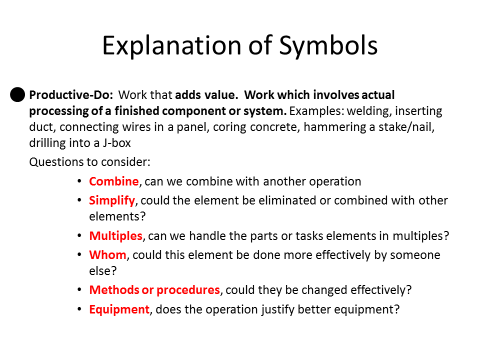 Explanation of Symbols
Productive-Do: Work that adds value. Work which involves actual
processing of a finished component or system. Examples: welding, inserting
duct, connecting wires in a panel, coring concrete, hammering a stake/nail,
drilling into a J-box
Questions to consider:
• Combine, can we combine with another operation
• Simplify, could the element be eliminated or combined with other
elements?
• Multiples, can we handle the parts or tasks elements in multiples?
• Whom, could this element be done more effectively by someone
else?
• Methods or procedures, could they be changed effectively?
• Equipment, does the operation justify better equipment?